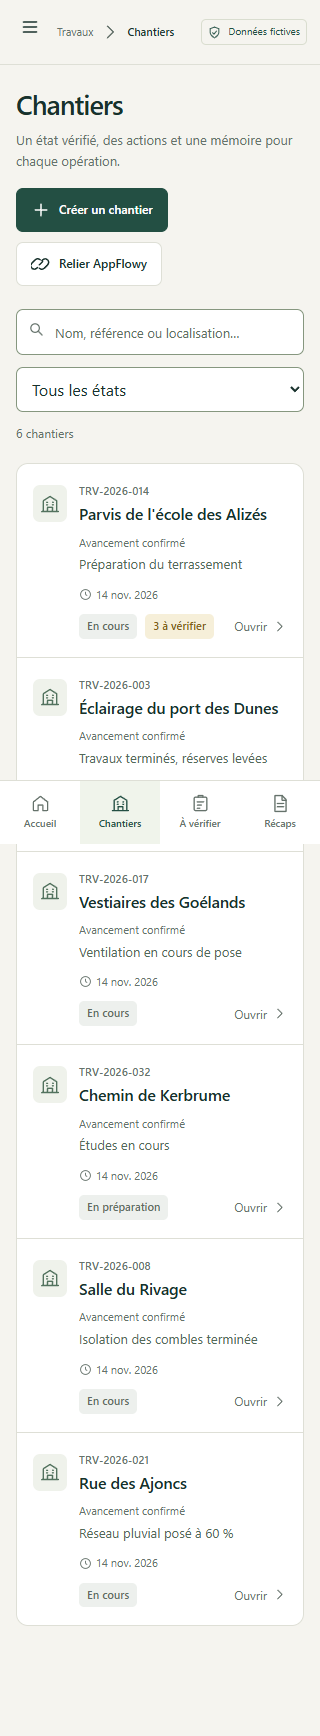 Travaux > Chantiers
Données fictives
Chantiers
Un état vérifié, des actions et une mémoire pour
chaque opération.
Créer un chantier
Relier AppFlowy
Nom, référence ou localisation...
Tous les états
6 chantiers
TRV-2026-014
Parvis de l'école des Alizés
Avancement confirmé
Préparation du terrassement
14 nov. 2026
En cours
3 à vérifier
Ouvrir
TRV-2026-003
Éclairage du port des Dunes
Avancement confirmé
Travaux terminés, réserves levées
Accueil
Chantiers
À vérifier
Récaps
TRV-2026-017
Vestiaires des Goélands
Avancement confirmé
Ventilation en cours de pose
14 nov. 2026
En cours
Ouvrir
TRV-2026-032
Chemin de Kerbrume
Avancement confirmé
Études en cours
14 nov. 2026
En préparation
Ouvrir
TRV-2026-008
Salle du Rivage
Avancement confirmé
Isolation des combles terminée
14 nov. 2026
En cours
Ouvrir
TRV-2026-021
Rue des Ajoncs
Avancement confirmé
Réseau pluvial posé à 60 %
14 nov. 2026
En cours
Ouvrir